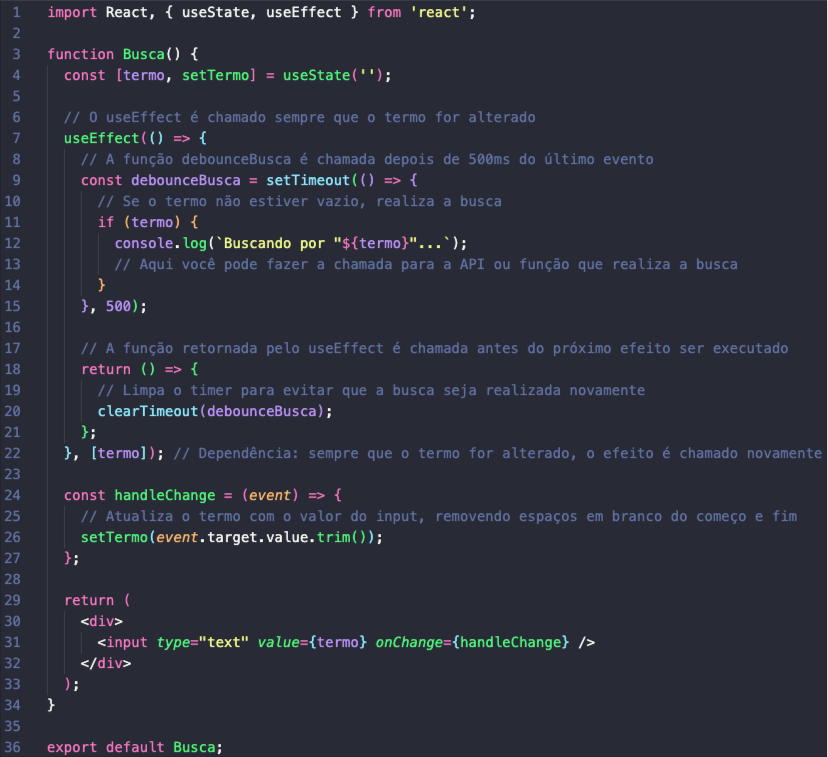 1 import React, { useState, useEffect } from 'react';
2
3 function Busca() {
4   const [termo, setTermo] = useState('');
5
6   // O useEffect é chamado sempre que o termo for alterado
7   useEffect(() => {
8     // A função debounceBusca é chamada depois de 500ms do último evento
9     const debounceBusca = setTimeout(() => {
10       // Se o termo não estiver vazio, realiza a busca
11       if (termo) {
12         console.log(`Buscando por "${termo}"...`);
13         // Aqui você pode fazer a chamada para a API ou função que realiza a busca
14       }
15     }, 500);
16
17     // A função retornada pelo useEffect é chamada antes do próximo efeito ser executado
18     return () => {
19       // Limpa o timer para evitar que a busca seja realizada novamente
20       clearTimeout(debounceBusca);
21     };
22   }, [termo]); // Dependência: sempre que o termo for alterado, o efeito é chamado novamente
23
24   const handleChange = (event) => {
25     // Atualiza o termo com o valor do input, removendo espaços em branco do começo e fim
26     setTermo(event.target.value.trim());
27   };
28
29   return (
30     <div>
31       <input type="text" value={termo} onChange={handleChange} />
32     </div>
33   );
34 }
35
36 export default Busca;